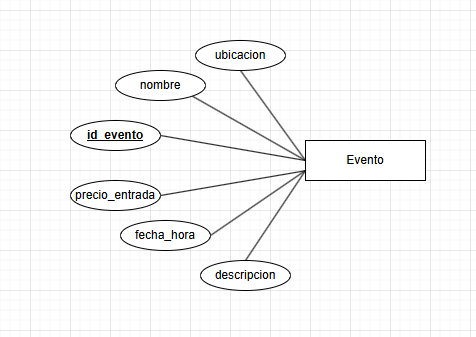 ubicacion
nombre
id_evento
Evento
precio_entrada
fecha_hora
descripcion